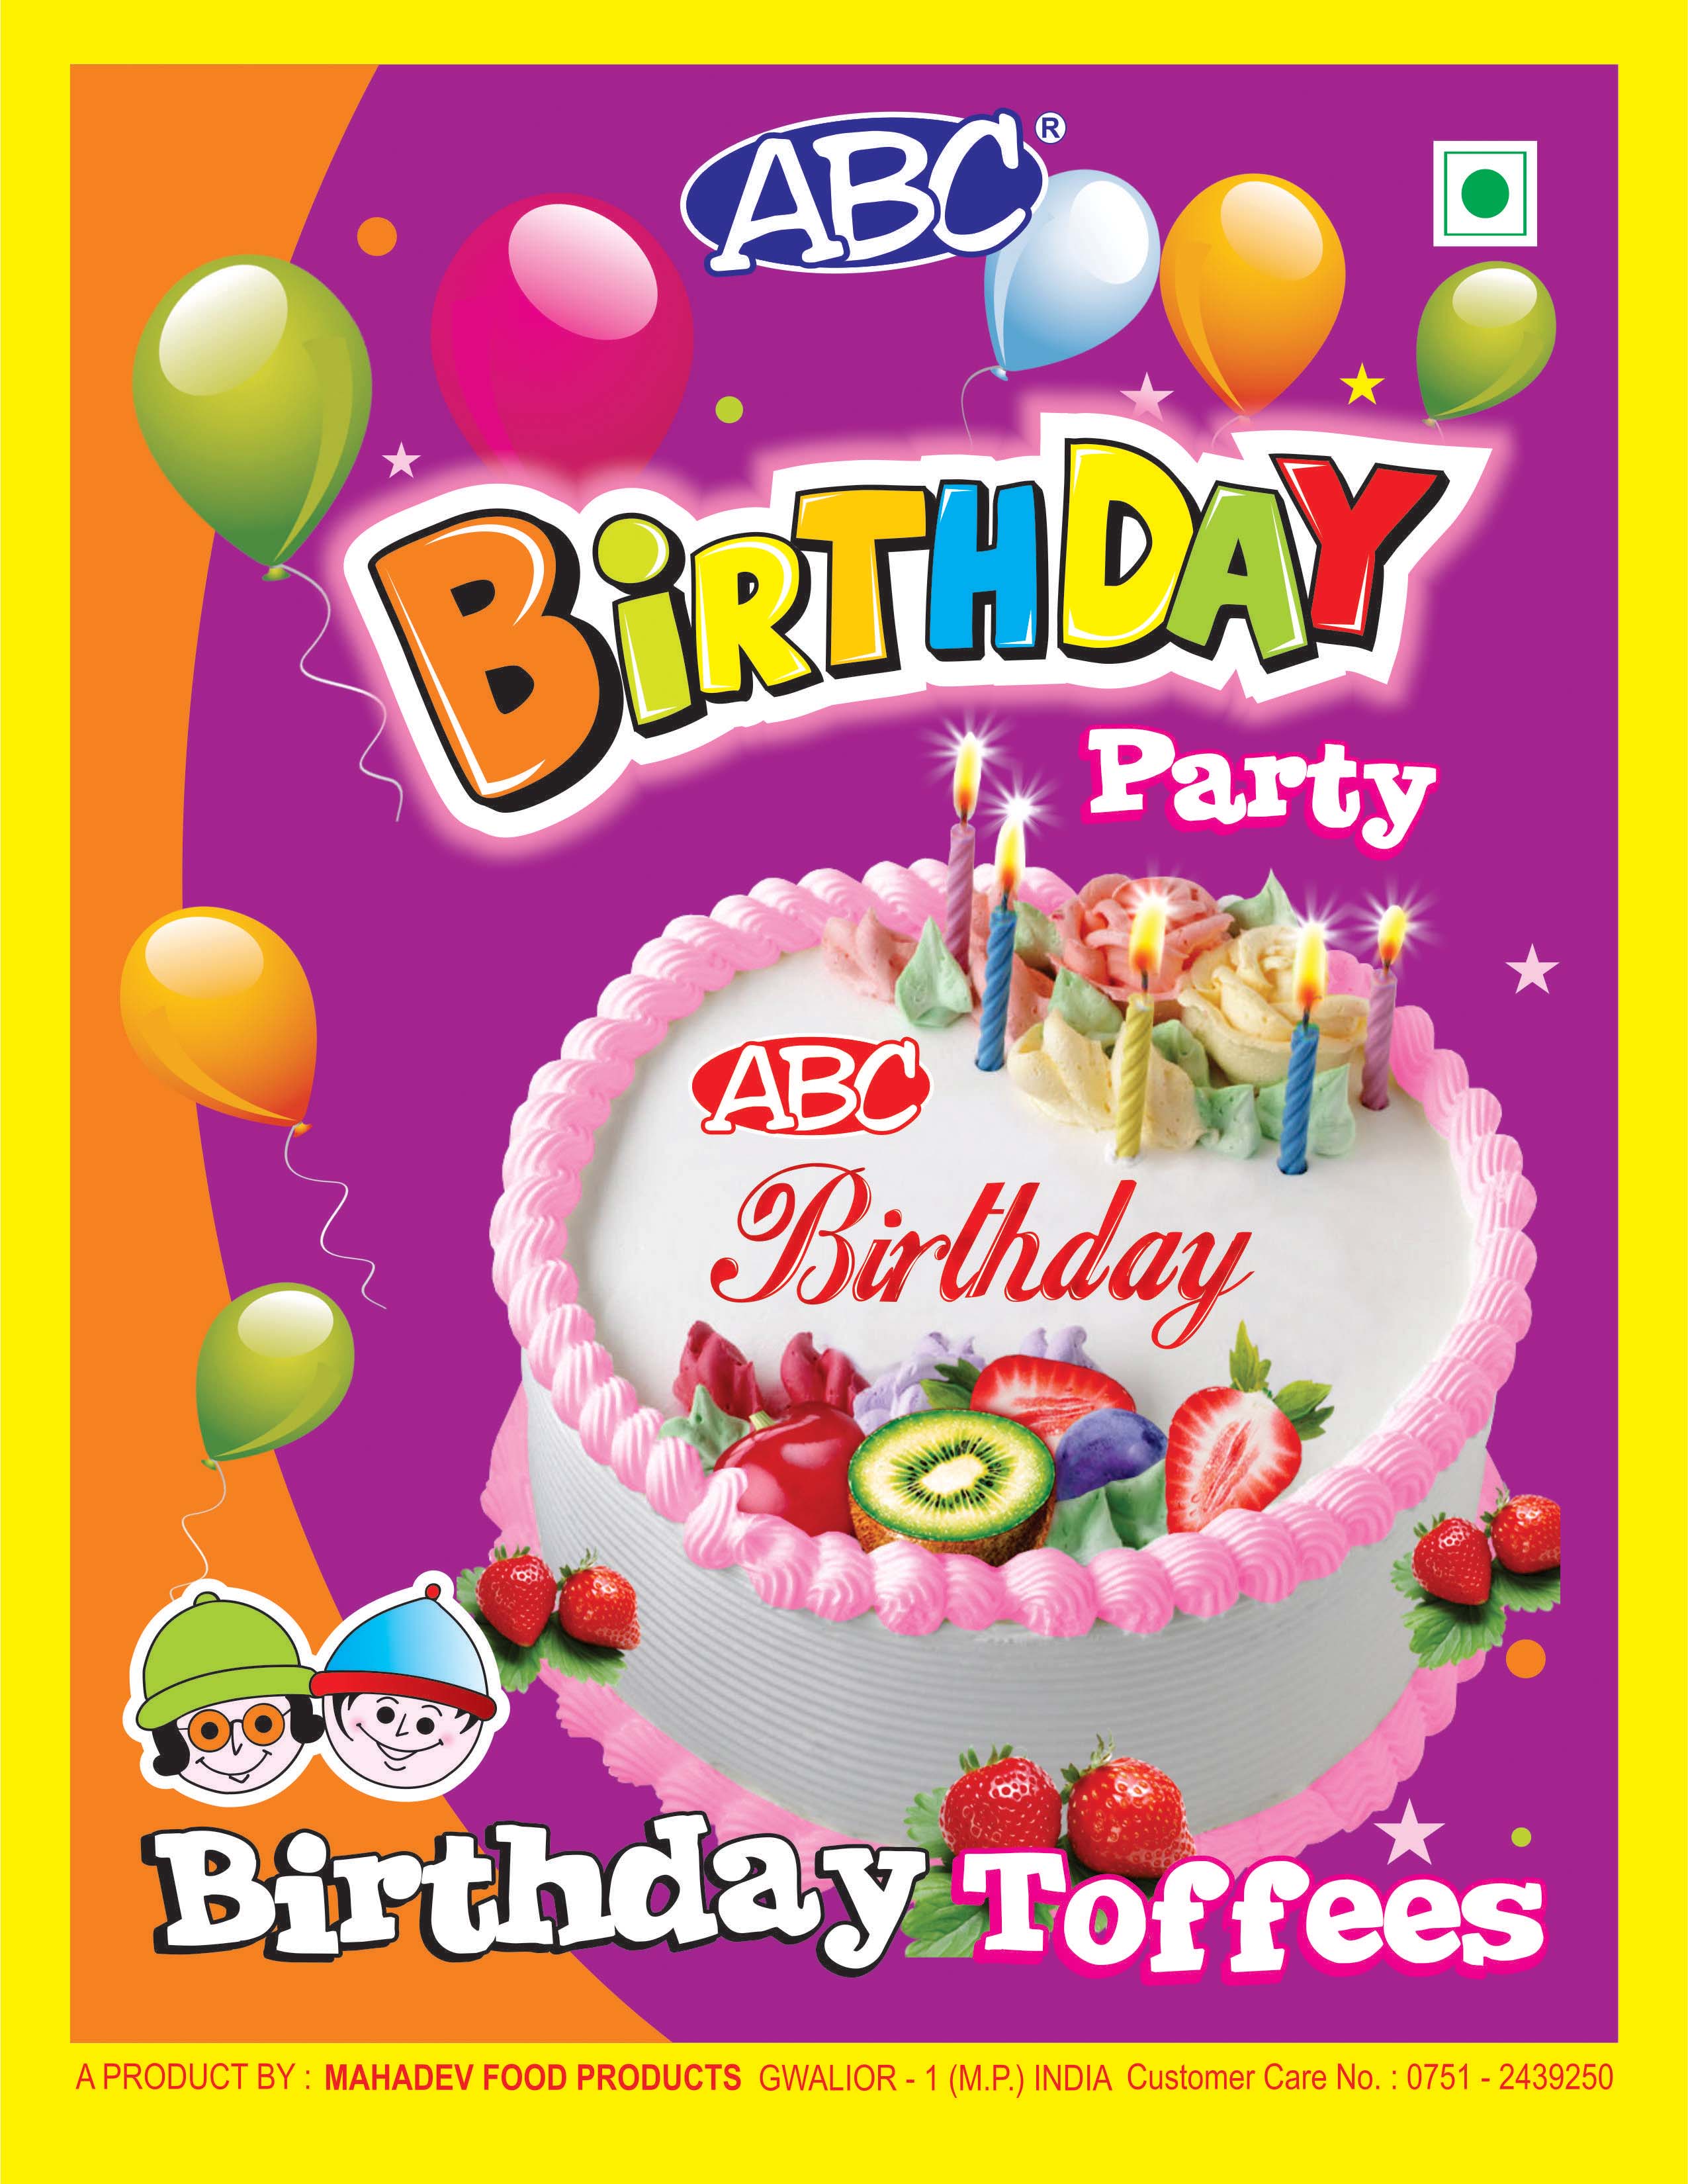 ABC®
BiRTHDAY
Party
ABC
Birthday
Birthday Toffees
A PRODUCT BY : MAHADEV FOOD PRODUCTS GWALIOR - 1 (M.P.) INDIA Customer Care No. : 0751 - 2439250